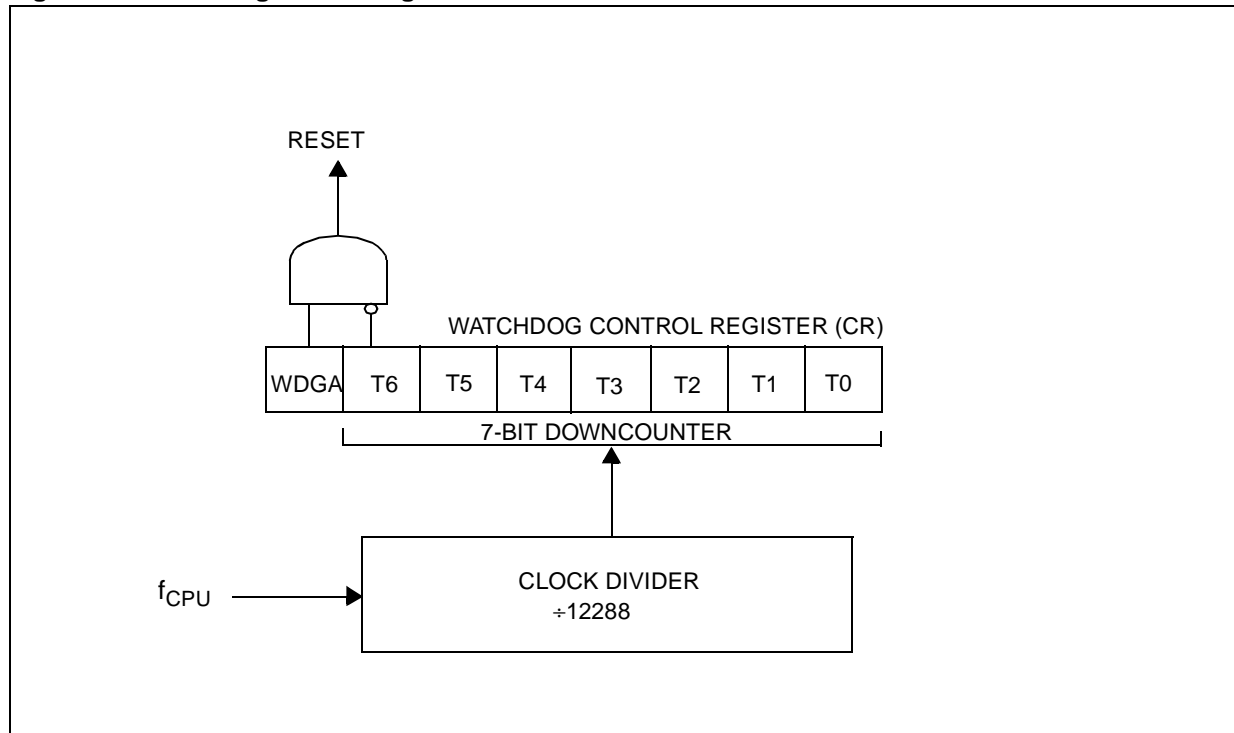 RESET
WATCHDOG CONTROL REGISTER (CR)
WDGA T6 T5 T4 T3 T2 T1 T0
7-BIT DOWNCOUNTER
fCPU
CLOCK DIVIDER
÷12288